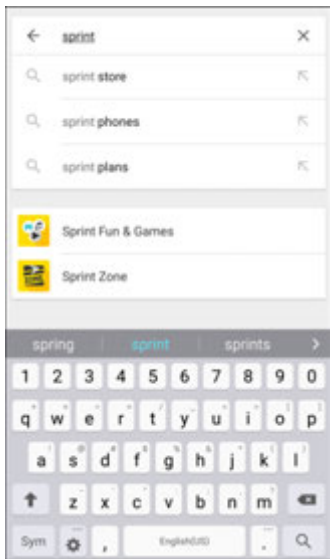 sprint
sprint store
sprint phones
sprint plans
Sprint Fun & Games
Sprint Zone
spring sprint sprints
1 2 3 4 5 6 7 8 9 0
q w e r t y u i o p
a s d f g h j k l
z x c v b n m
Sym , English(US) .